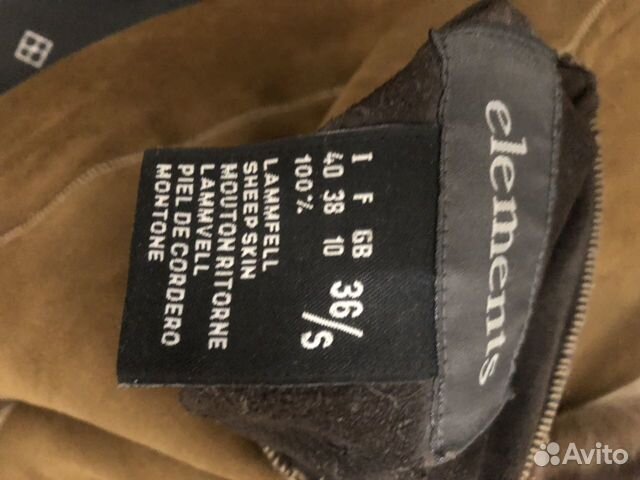 elements
I F GB
40 38 10 36/S
100%
LAMMFELL
SHEEP SKIN
MOUTON RITORNE
LAMMVELL
PIEL DE CORDERO
MONTONE
Avito